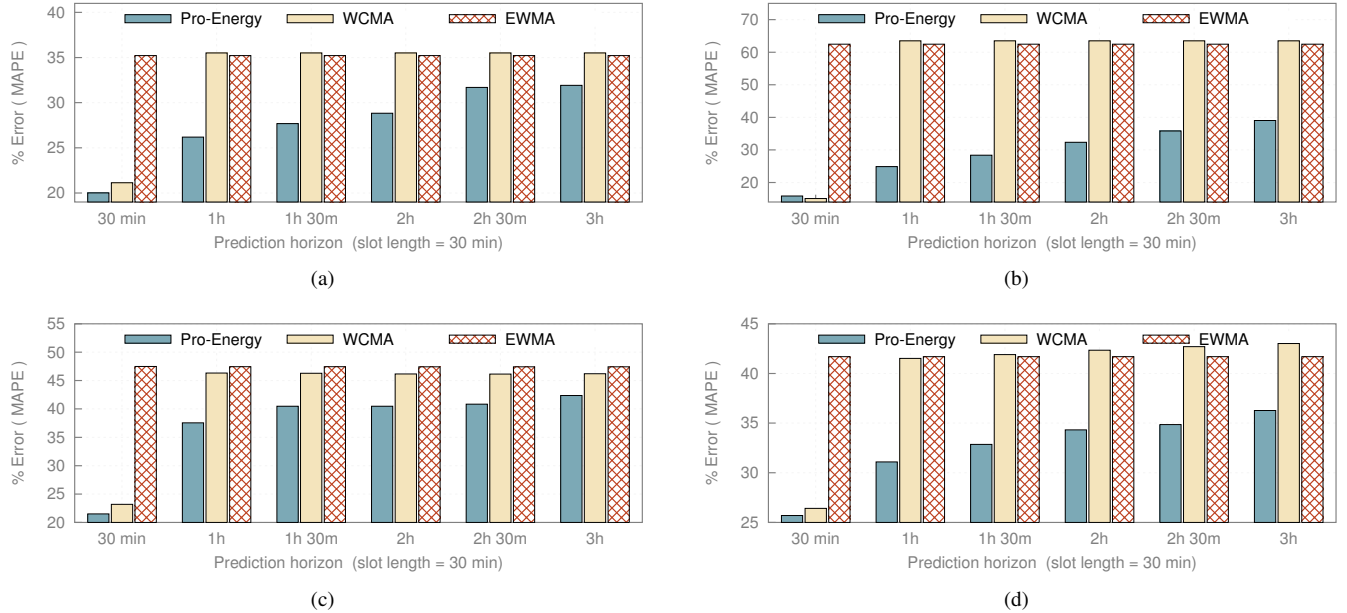 Pro-Energy WCMA EWMA
% Error ( MAPE )
40
35
30
25
20
30 min 1h 1h 30m 2h 2h 30m 3h
Prediction horizon (slot length = 30 min)
(a)
Pro-Energy WCMA EWMA
% Error ( MAPE )
70
60
50
40
30
20
30 min 1h 1h 30m 2h 2h 30m 3h
Prediction horizon (slot length = 30 min)
(b)
Pro-Energy WCMA EWMA
% Error ( MAPE )
55
50
45
40
35
30
25
20
30 min 1h 1h 30m 2h 2h 30m 3h
Prediction horizon (slot length = 30 min)
(c)
Pro-Energy WCMA EWMA
% Error ( MAPE )
45
40
35
30
25
30 min 1h 1h 30m 2h 2h 30m 3h
Prediction horizon (slot length = 30 min)
(d)